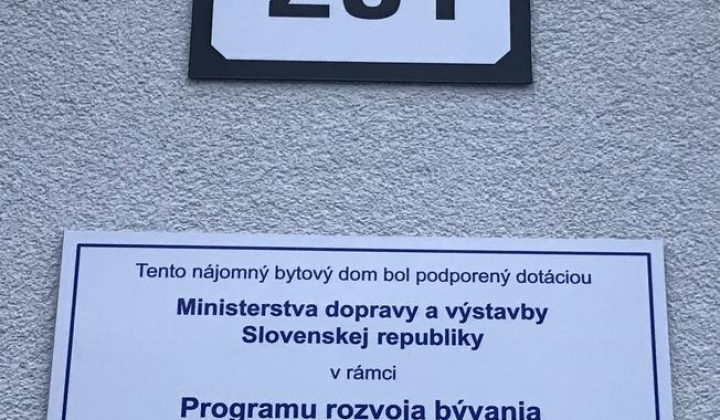 Tento nájomný bytový dom bol podporený dotáciou
Ministerstva dopravy a výstavby
Slovenskej republiky
v rámci
Programu rozvoja bývania